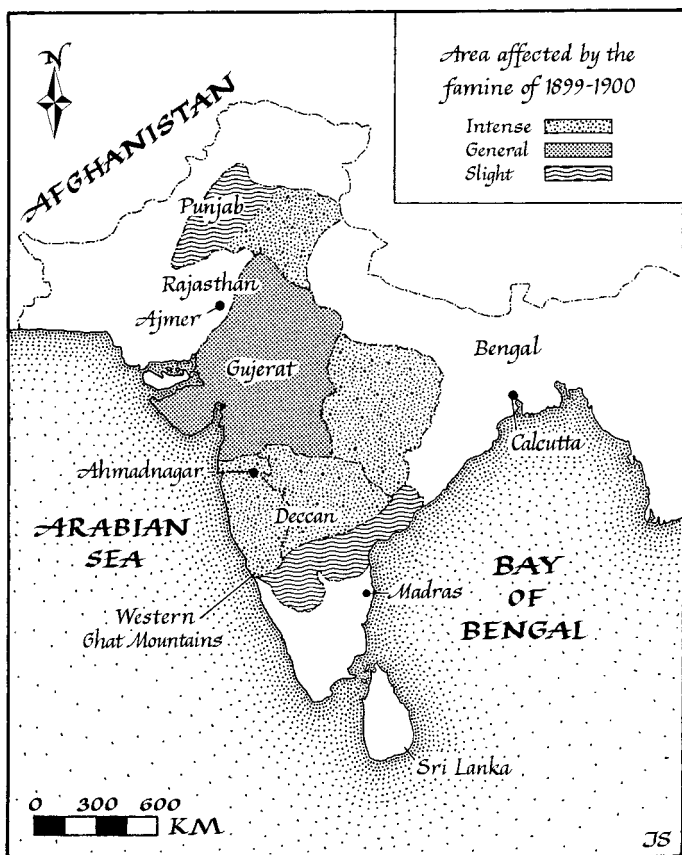 N
AFGHANISTAN
Area affected by the
famine of 1899-1900
Intense
General
Slight
Punjab
Rajasthan
Ajmer
Gujerat
Bengal
Calcutta
Ahmadnagar
Deccan
ARABIAN
SEA
Western
Ghat Mountains
Madras
BAY
OF
BENGAL
Sri Lanka
0 300 600
KM
JS